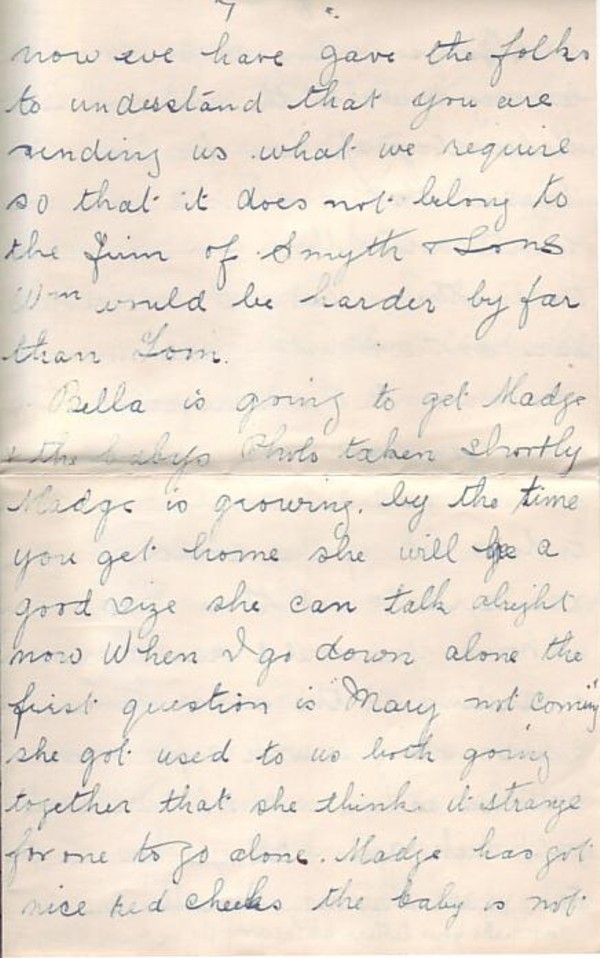 7
now we have gave the folks
to understand that you are
sending us what we require
so that it does not belong to
the firm of Smyth & Sons
Wm would be harder by far
than Tom.
Bella is going to get Madge
& the babys Photo taken shortly
Madge is growing. by the time
you get home she will be a
good size she can talk alright
now When I go down alone the
first question is "Mary not coming"
she got used to us both going
together that she think it strange
for one to go alone. Madge has got
nice red cheeks the baby is not